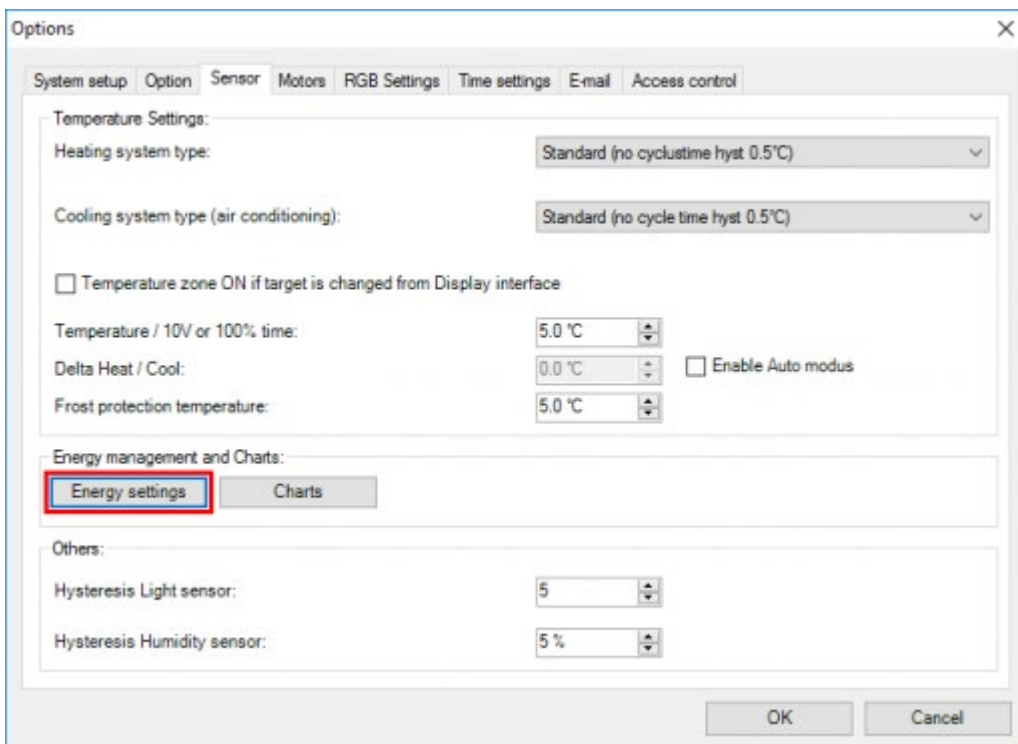 Options
System setup Option Sensor Motors RGB Settings Time settings E-mail Access control
Temperature Settings:
Heating system type: Standard (no cyclustime hyst 0.5°C)
Cooling system type (air conditioning): Standard (no cycle time hyst 0.5°C)
Temperature zone ON if target is changed from Display interface
Temperature / 10V or 100% time: 5.0 °C
Delta Heat / Cool: 0.0 °C Enable Auto modus
Frost protection temperature: 5.0 °C
Energy management and Charts:
Energy settings Charts
Others:
Hysteresis Light sensor: 5
Hysteresis Humidity sensor: 5 %
OK Cancel